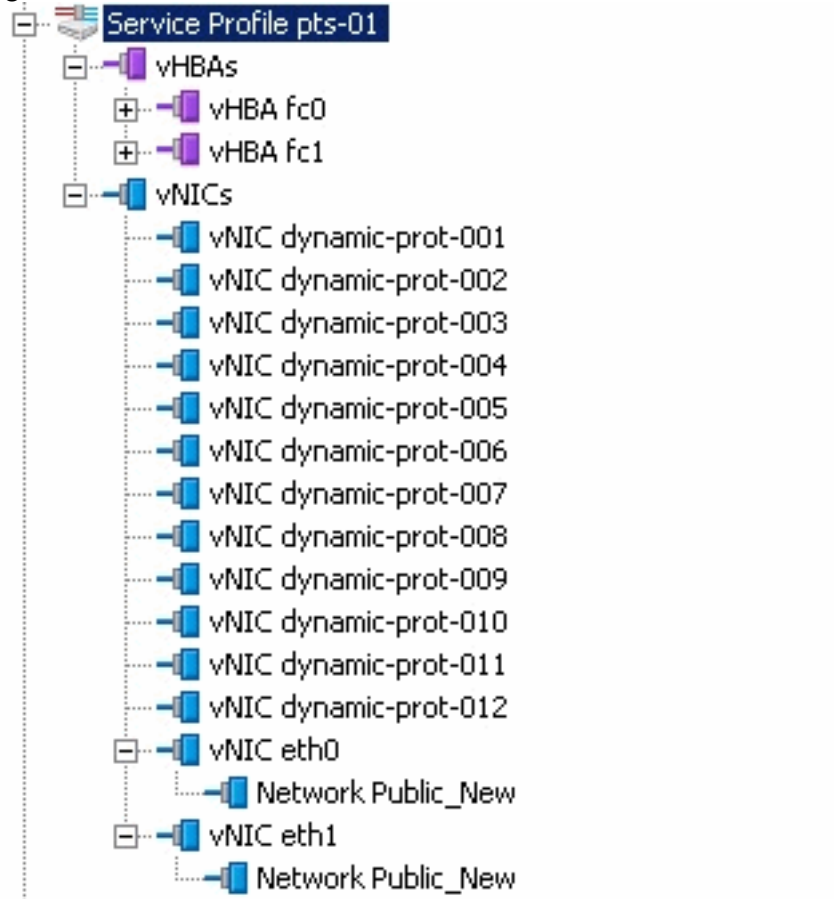 Service Profile pts-01
vHBAs
vHBA fc0
vHBA fc1
vNICs
vNIC dynamic-prot-001
vNIC dynamic-prot-002
vNIC dynamic-prot-003
vNIC dynamic-prot-004
vNIC dynamic-prot-005
vNIC dynamic-prot-006
vNIC dynamic-prot-007
vNIC dynamic-prot-008
vNIC dynamic-prot-009
vNIC dynamic-prot-010
vNIC dynamic-prot-011
vNIC dynamic-prot-012
vNIC eth0
Network Public_New
vNIC eth1
Network Public_New